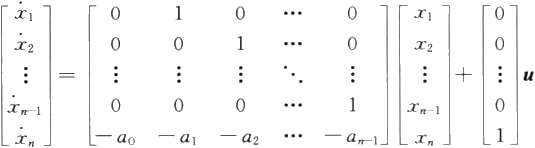 [ẋ₁] = [0 1 0 ⋯ 0] [x₁] + [0] u
[ẋ₂] [0 0 1 ⋯ 0] [x₂] [0]
[⋮] [⋮ ⋮ ⋮ ⋱ ⋮] [⋮] [⋮]
[ẋₙ₋₁] [0 0 0 ⋯ 1] [xₙ₋₁] [0]
[ẋₙ] [−a₀ −a₁ −a₂ ⋯ −aₙ₋₁] [xₙ] [1]